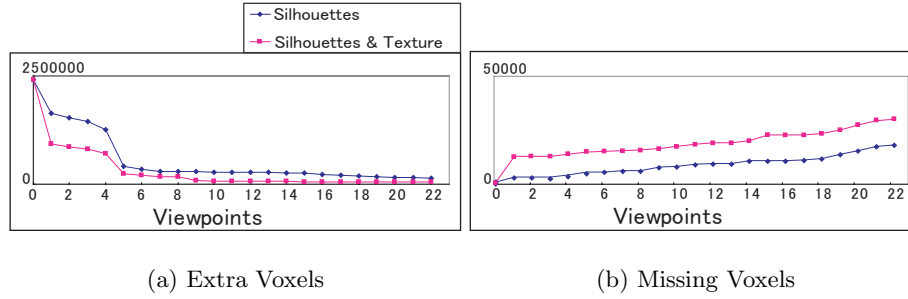 Silhouettes
Silhouettes & Texture
2500000
0
0 2 4 6 8 10 12 14 16 18 20 22
Viewpoints
50000
0
0 2 4 6 8 10 12 14 16 18 20 22
Viewpoints
(a) Extra Voxels
(b) Missing Voxels